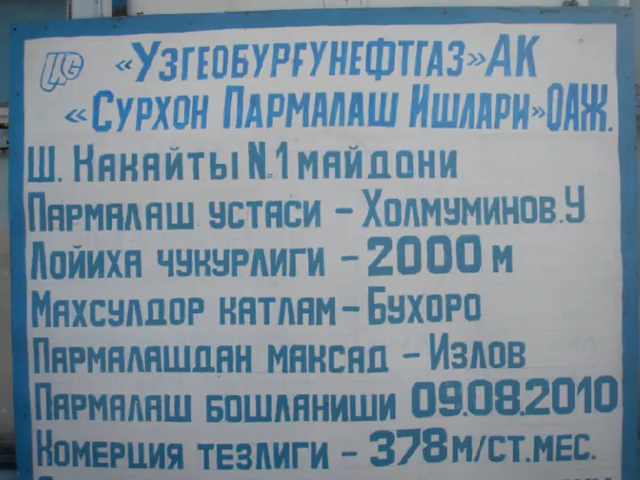 «Узгеобурғунефтгаз» АК
«Сурхон Пармалаш Ишлари» ОАЖ.
Ш. Какайты №1 майдони
Пармалаш устаси – Холмуминов.У
Лойиха чукурлиги – 2000 м
Махсулдор катлам – Бухоро
Пармалашдан максад – Излов
Пармалаш бошланиши 09.08.2010
Комерция тезлиги – 378 м/ст.мес.